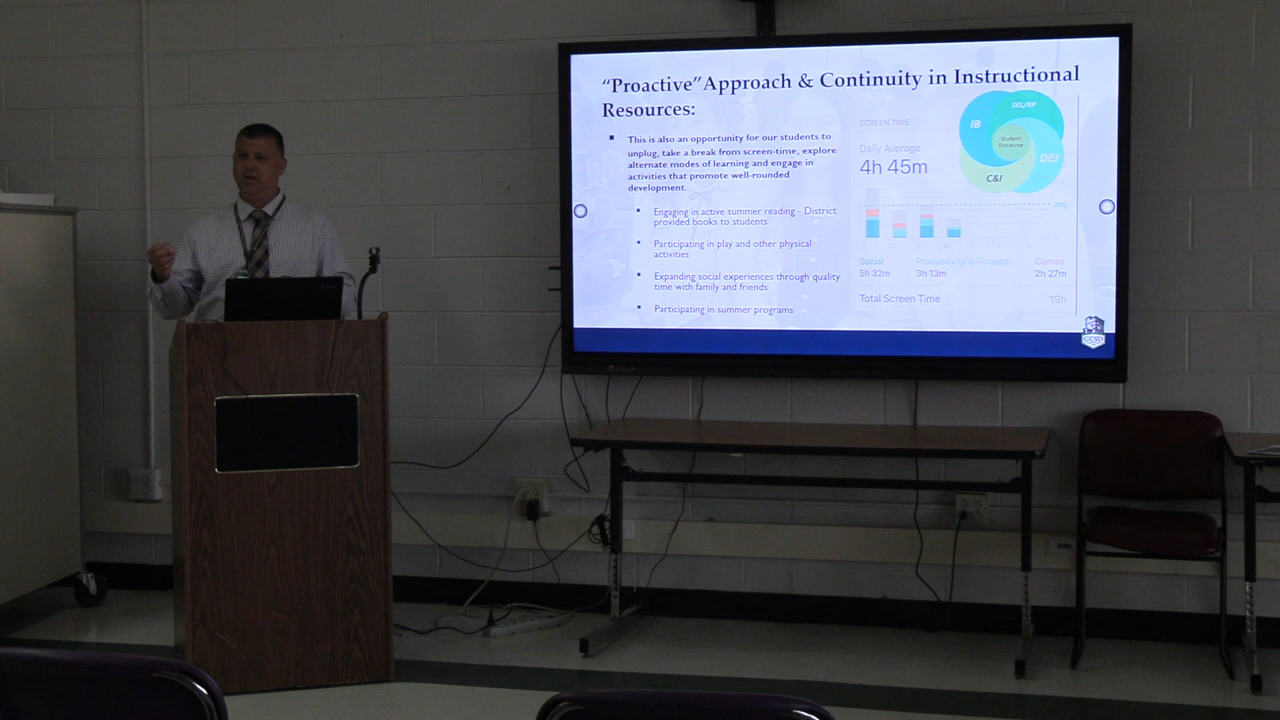 “Proactive” Approach & Continuity in Instructional
Resources:
This is also an opportunity for our students to
unplug, take a break from screen-time, explore
alternate modes of learning and engage in
activities that promote well-rounded
development.
Engaging in active summer reading - District
provided books to students
Participating in play and other physical
activities
Expanding social experiences through quality
time with family and friends
Participating in summer programs
SCREEN TIME
Daily Average
4h 45m
avg
0
S M T W T F S
Social Productivity & Finance Games
5h 32m 3h 13m 2h 27m
Total Screen Time 19h
SEL/RP
IB
Student
Discourse
DEI
C&I
GCSD